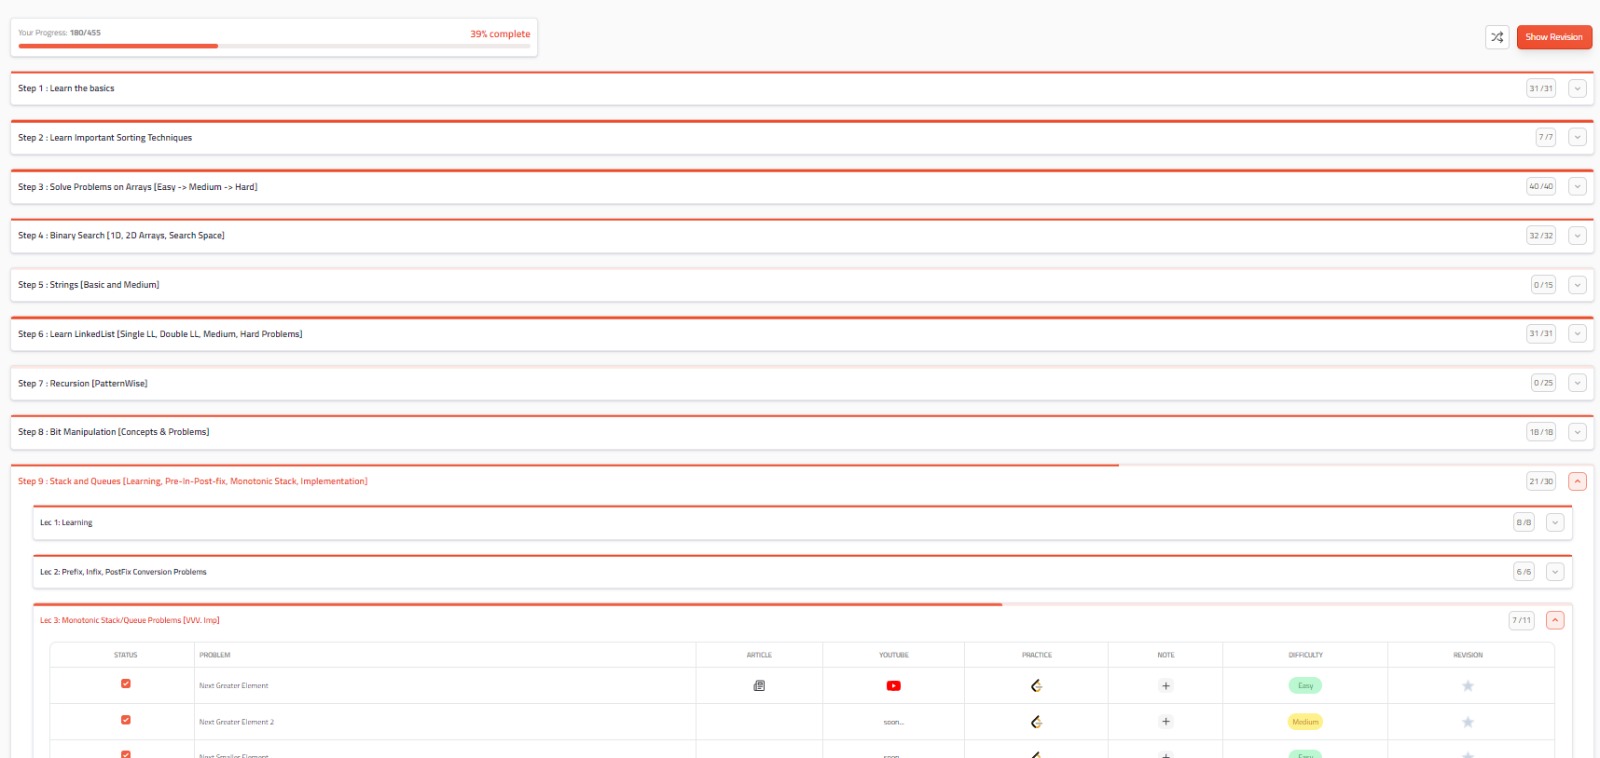 Your Progress: 180/455 39% complete
Show Revision
Step 1 : Learn the basics 31 / 31
Step 2 : Learn Important Sorting Techniques 7 / 7
Step 3 : Solve Problems on Arrays [Easy -> Medium -> Hard] 40 / 40
Step 4 : Binary Search [1D, 2D Arrays, Search Space] 32 / 32
Step 5 : Strings [Basic and Medium] 0 / 15
Step 6 : Learn LinkedList [Single LL, Double LL, Medium, Hard Problems] 31 / 31
Step 7 : Recursion [PatternWise] 0 / 25
Step 8 : Bit Manipulation [Concepts & Problems] 18 / 18
Step 9 : Stack and Queues [Learning, Pre-In-Post-fix, Monotonic Stack, Implementation] 21 / 30
Lec 1: Learning 8 / 8
Lec 2: Prefix, Infix, PostFix Conversion Problems 6 / 6
Lec 3: Monotonic Stack/Queue Problems [VVV. Imp] 7 / 11
STATUS PROBLEM ARTICLE YOUTUBE PRACTICE NOTE DIFFICULTY REVISION
Next Greater Element + Easy
Next Greater Element 2 soon... + Medium
Next Smaller Element soon... + Easy